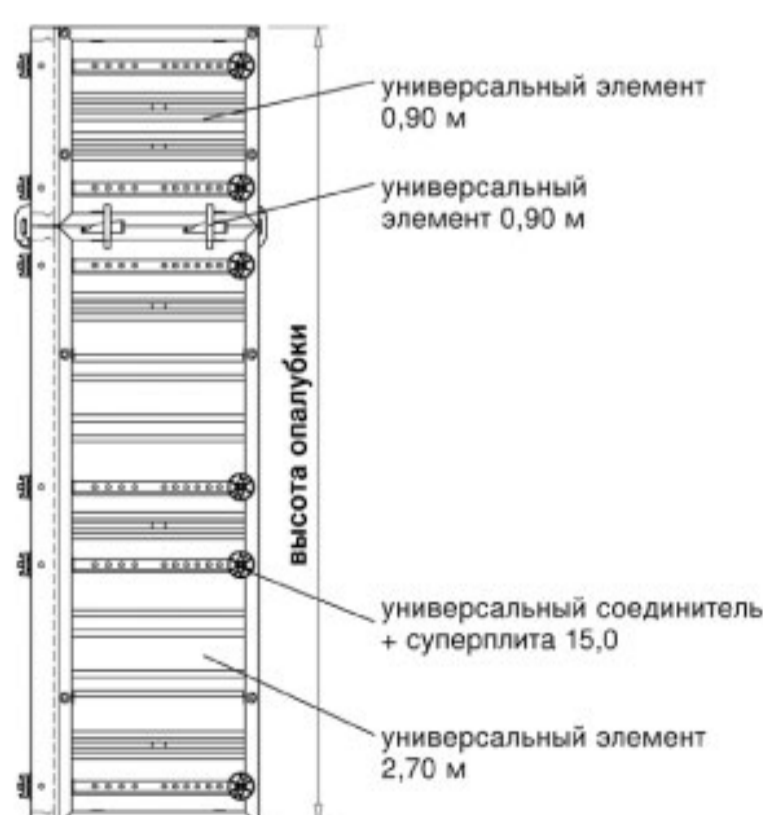 универсальный элемент
0,90 м
универсальный
элемент 0,90 м
высота опалубки
универсальный соединитель
+ суперплита 15,0
универсальный элемент
2,70 м